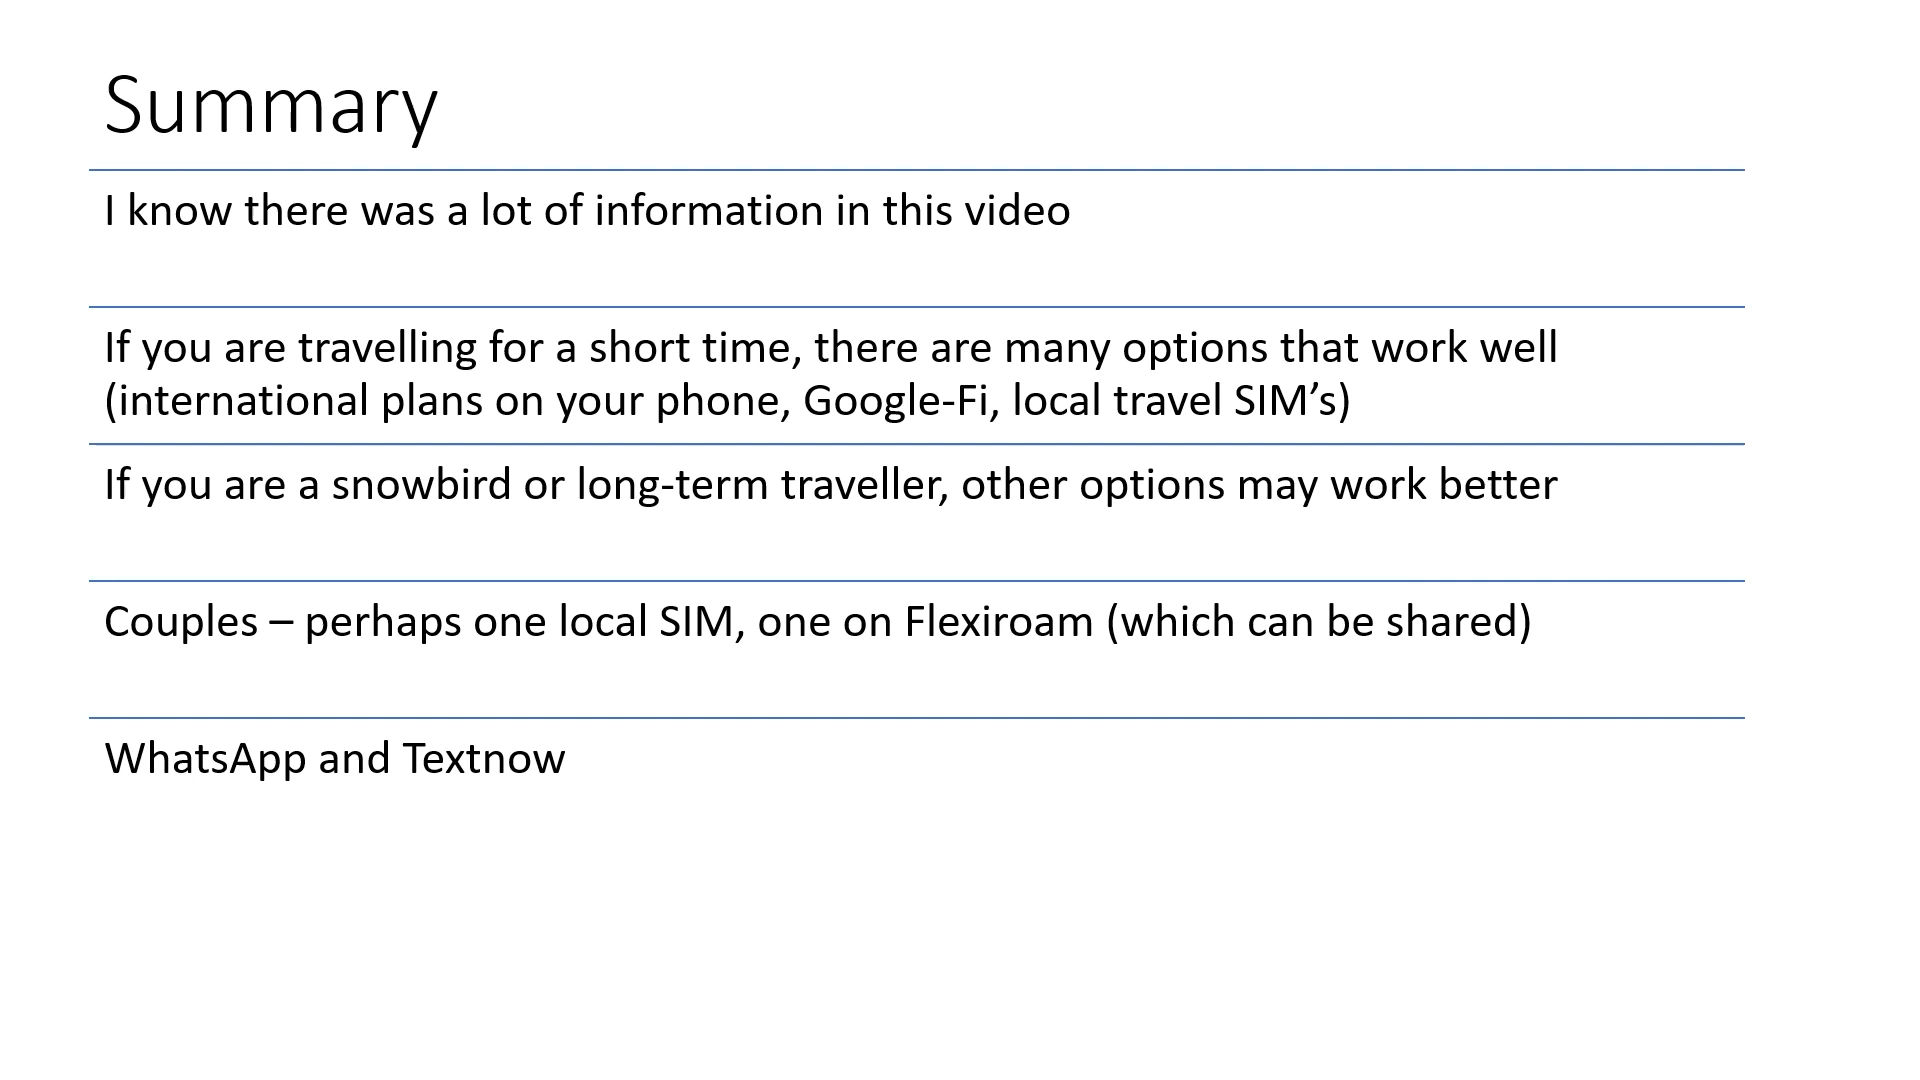 Summary
I know there was a lot of information in this video
If you are travelling for a short time, there are many options that work well
(international plans on your phone, Google-Fi, local travel SIM’s)
If you are a snowbird or long-term traveller, other options may work better
Couples – perhaps one local SIM, one on Flexiroam (which can be shared)
WhatsApp and Textnow